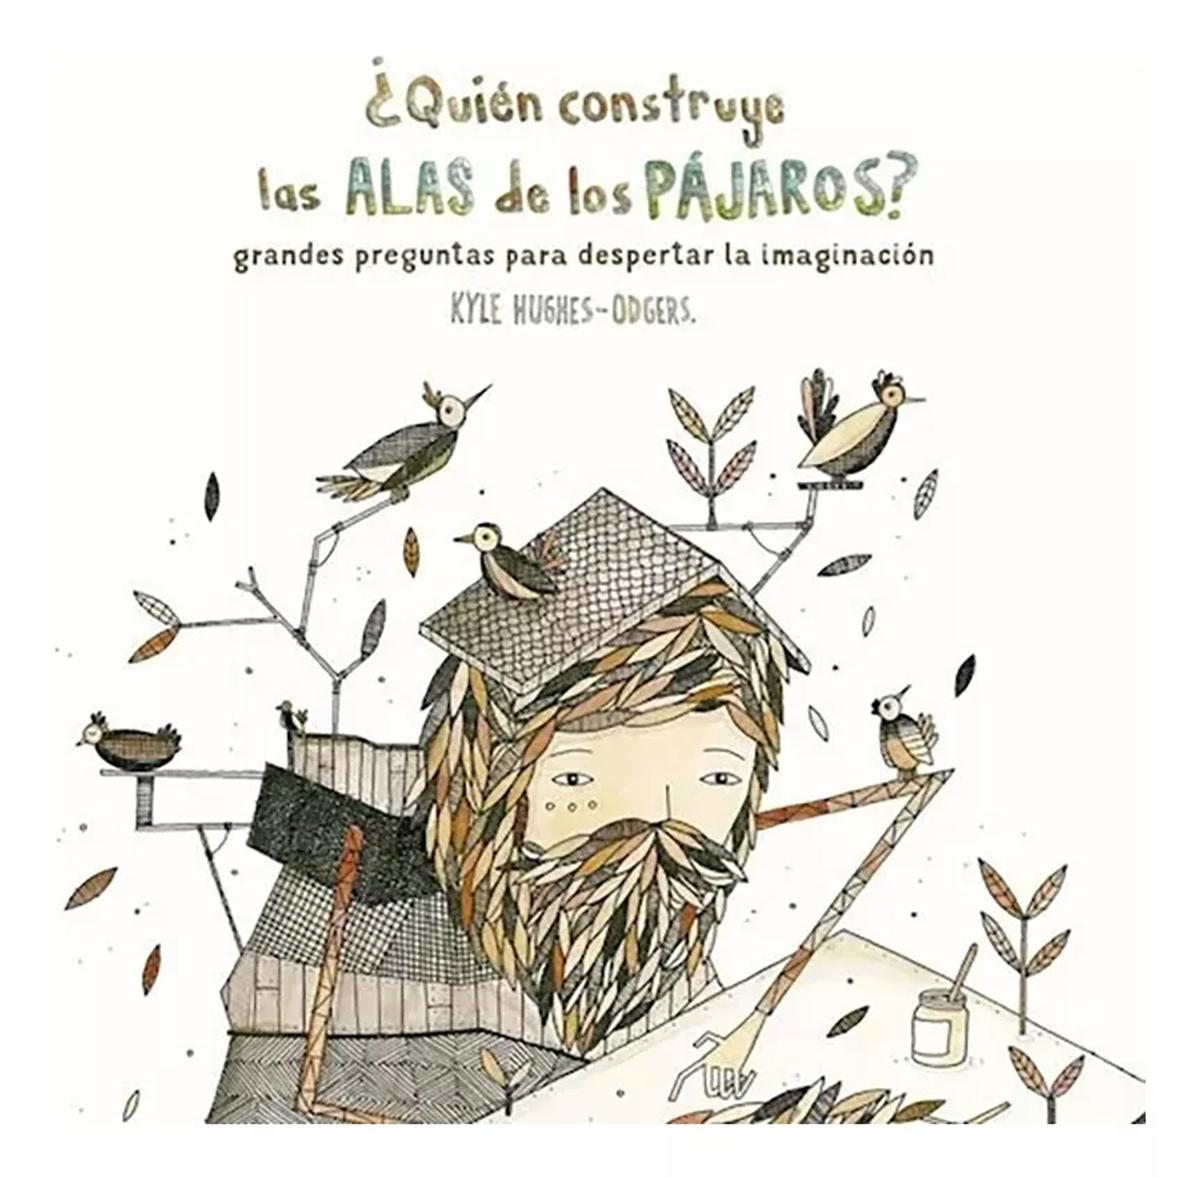 ¿Quién construye
las ALAS de los PÁJAROS?
grandes preguntas para despertar la imaginación
KYLE HUGHES-ODGERS.